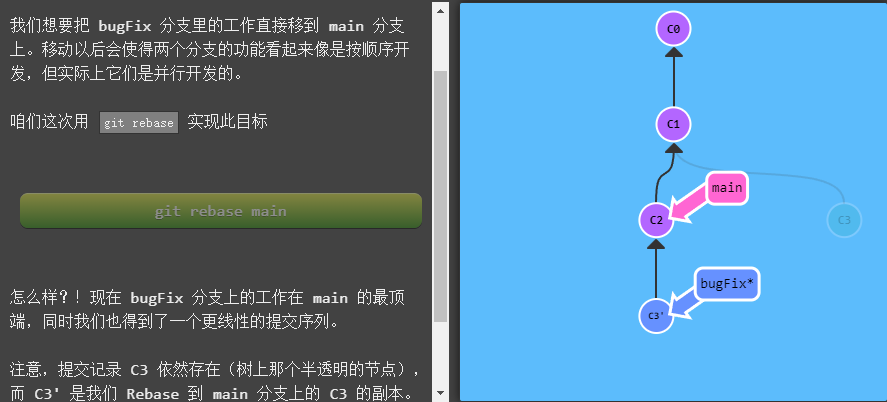 我们想要把 bugFix 分支里的工作直接移到 main 分支
上。移动以后会使得两个分支的功能看起来像是按顺序开
发，但实际上它们是并行开发的。
咱们这次用 git rebase 实现此目标
git rebase main
怎么样？！现在 bugFix 分支上的工作在 main 的最顶
端，同时我们也得到了一个更线性的提交序列。
注意，提交记录 C3 依然存在（树上那个半透明的节点），
而 C3' 是我们 Rebase 到 main 分支上的 C3 的副本。
C0
C1
main
C2
C3
bugFix*
C3'